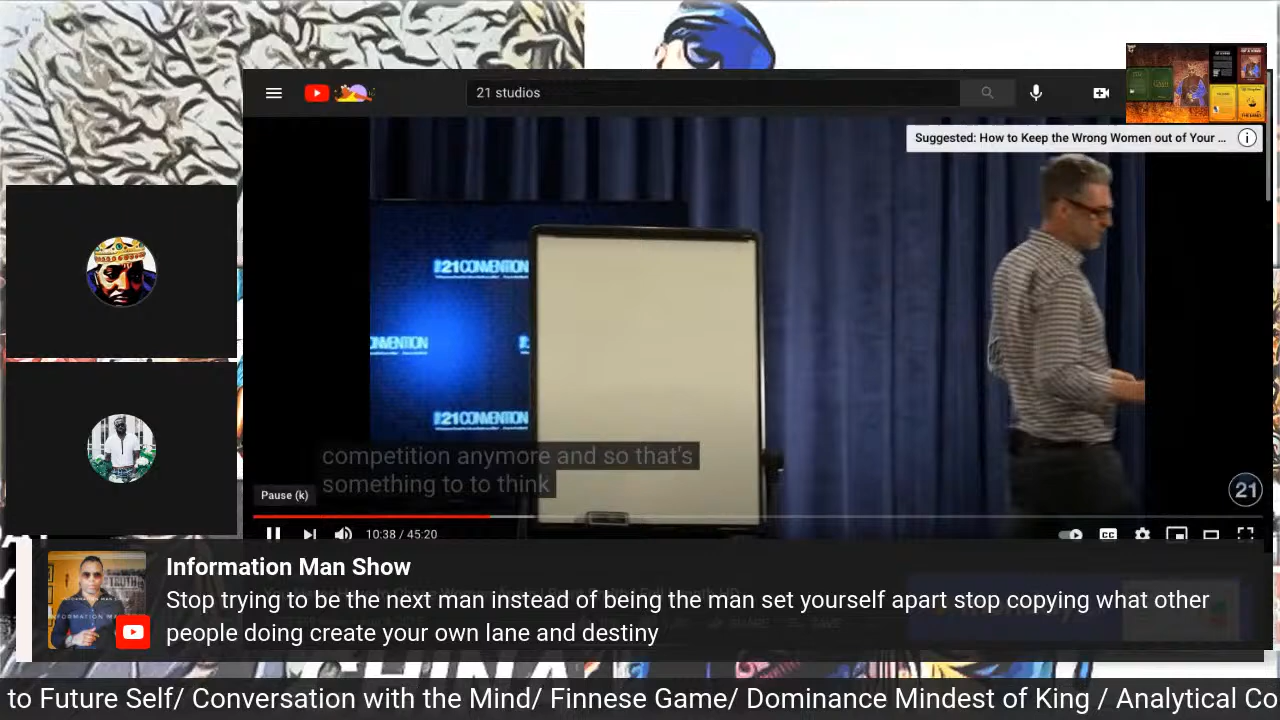 21 studios
Suggested: How to Keep the Wrong Women out of Your ...
21CONVENTION
21CONVENTION
competition anymore and so that's
something to to think
21
Pause (k)
10:38 / 45:20
CC
Information Man Show
Stop trying to be the next man instead of being the man set yourself apart stop copying what other
people doing create your own lane and destiny
to Future Self/ Conversation with the Mind/ Finnese Game/ Dominance Mindest of King / Analytical Co